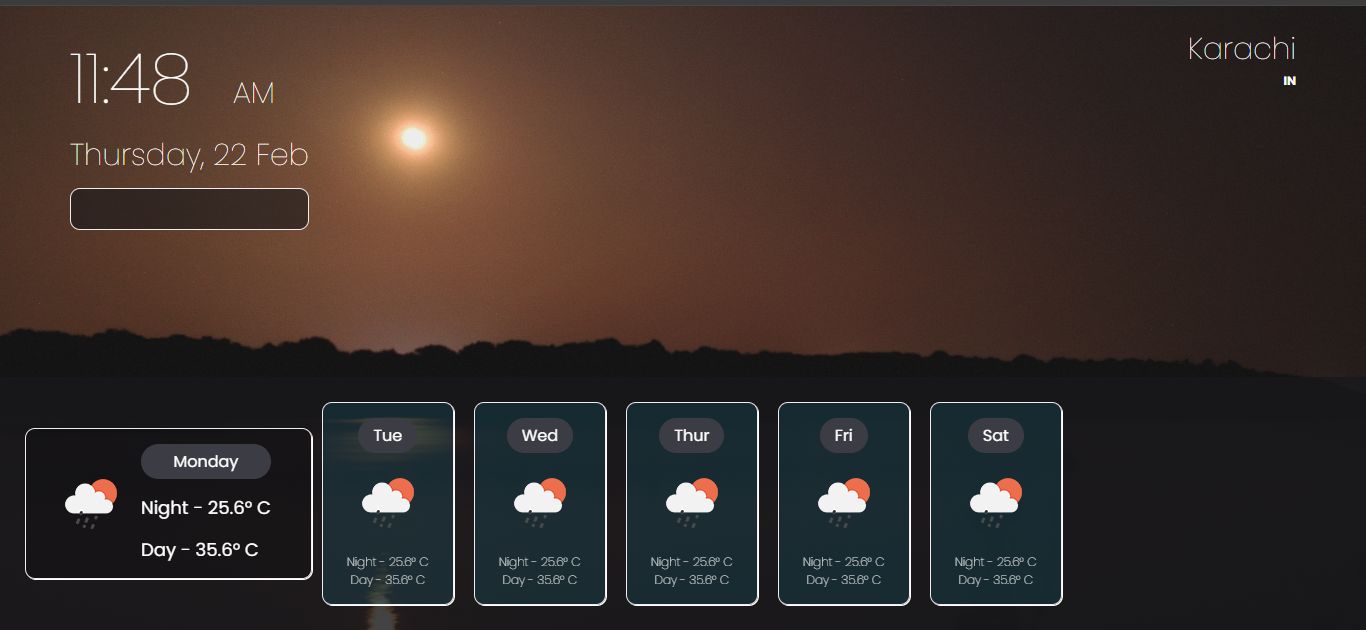 11:48 AM
Thursday, 22 Feb
Karachi
IN
Monday
Night - 25.6° C
Day - 35.6° C
Tue
Night - 25.6° C
Day - 35.6° C
Wed
Night - 25.6° C
Day - 35.6° C
Thur
Night - 25.6° C
Day - 35.6° C
Fri
Night - 25.6° C
Day - 35.6° C
Sat
Night - 25.6° C
Day - 35.6° C